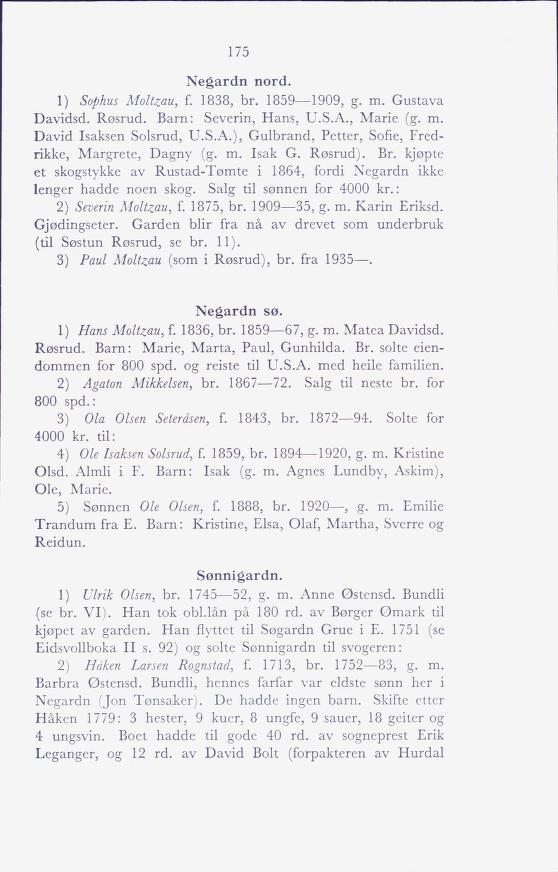 175
Negardn nord.
1) Sophus Moltzau, f. 1838, br. 1859—1909, g. m. Gustava
Davidsd. Røsrud. Barn: Severin, Hans, U.S.A., Marie (g. m.
David Isaksen Solsrud, U.S.A.), Gulbrand, Petter, Sofie, Fred-
rikke, Margrete, Dagny (g. m. Isak G. Røsrud). Br. kjøpte
et skogstykke av Rustad-Tømte i 1864, fordi Negardn ikke
lenger hadde noen skog. Salg til sønnen for 4000 kr.:
2) Severin Moltzau, f. 1875, br. 1909—35, g. m. Karin Eriksd.
Gjødingseter. Garden blir fra nå av drevet som underbruk
(til Søstun Røsrud, se br. 11).
3) Paul Moltzau (som i Røsrud), br. fra 1935—.
Negardn sø.
1) Hans Moltzau, f. 1836, br. 1859—67, g. m. Matea Davidsd.
Røsrud. Barn: Marie, Marta, Paul, Gunhilda. Br. solte eien-
dommen for 800 spd. og reiste til U.S.A. med heile familien.
2) Agaton Mikkelsen, br. 1867—72. Salg til neste br. for
800 spd.:
3) Ola Olsen Seteråsen, f. 1843, br. 1872—94. Solte for
4000 kr. til:
4) Ole Isaksen Solsrud, f. 1859, br. 1894—1920, g. m. Kristine
Olsd. Almli i F. Barn: Isak (g. m. Agnes Lundby, Askim),
Ole, Marie.
5) Sønnen Ole Olsen, f. 1888, br. 1920—, g. m. Emilie
Trandum fra E. Barn: Kristine, Elsa, Olaf, Martha, Sverre og
Reidun.
Sønnigardn.
1) Ulrik Olsen, br. 1745—52, g. m. Anne Østensd. Bundli
(se br. VI). Han tok obl.lån på 180 rd. av Børger Ømark til
kjøpet av garden. Han flyttet til Søgardn Grue i E. 1751 (se
Eidsvollboka II s. 92) og solte Sønnigardn til svogeren:
2) Håken Larsen Rognstad, f. 1713, br. 1752—83, g. m.
Barbra Østensd. Bundli, hennes farfar var eldste sønn her i
Negardn (Jon Tønsaker). De hadde ingen barn. Skifte etter
Håken 1779: 3 hester, 9 kuer, 8 ungfe, 9 sauer, 18 geiter og
4 ungsvin. Boet hadde til gode 40 rd. av sogneprest Erik
Leganger, og 12 rd. av David Bolt (forpakteren av Hurdal